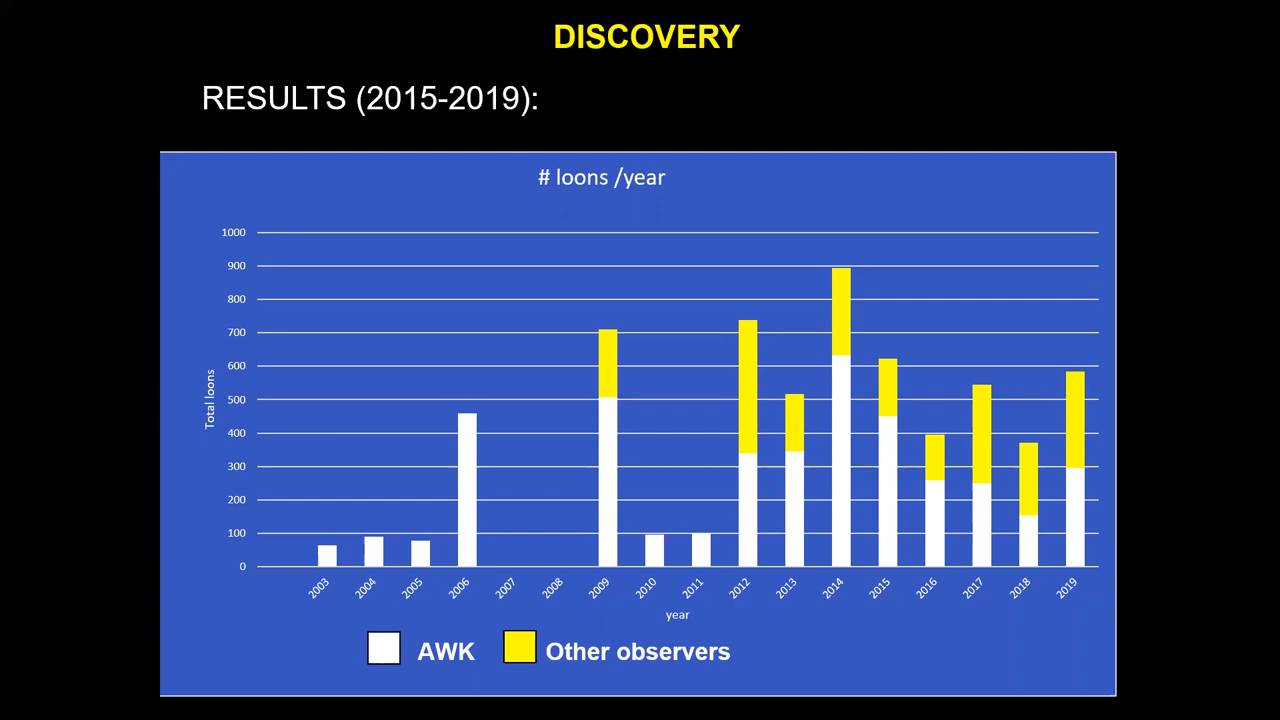 DISCOVERY
RESULTS (2015-2019):
# loons /year
1000
900
800
700
600
500
400
300
200
100
0
Total loons
2003 2004 2005 2006 2007 2008 2009 2010 2011 2012 2013 2014 2015 2016 2017 2018 2019
year
AWK Other observers